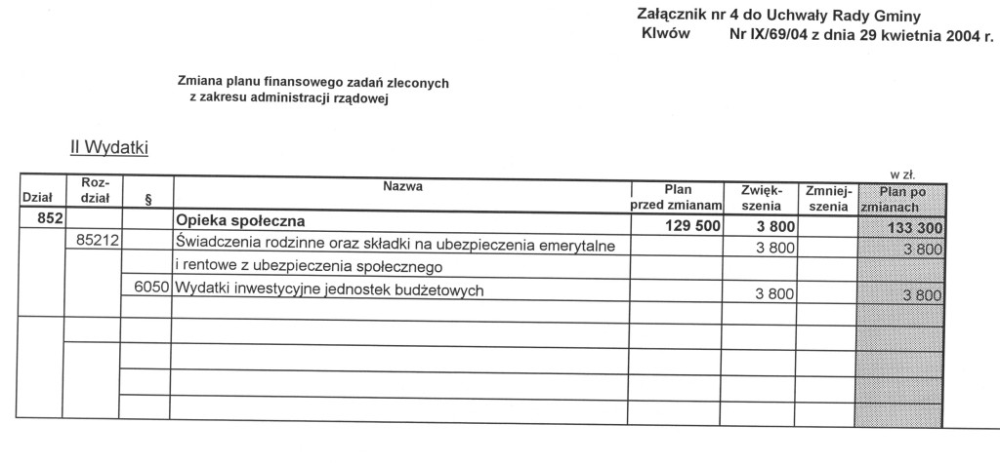 Załącznik nr 4 do Uchwały Rady Gminy
Klwów Nr IX/69/04 z dnia 29 kwietnia 2004 r.
Zmiana planu finansowego zadań zleconych
z zakresu administracji rządowej
II Wydatki
w zł.
Dział Roz-dział § Nazwa Plan przed zmianam Zwięk-szenia Zmniej-szenia Plan po zmianach
852 Opieka społeczna 129 500 3 800 133 300
85212 Świadczenia rodzinne oraz składki na ubezpieczenia emerytalne 3 800 3 800
i rentowe z ubezpieczenia społecznego
6050 Wydatki inwestycyjne jednostek budżetowych 3 800 3 800